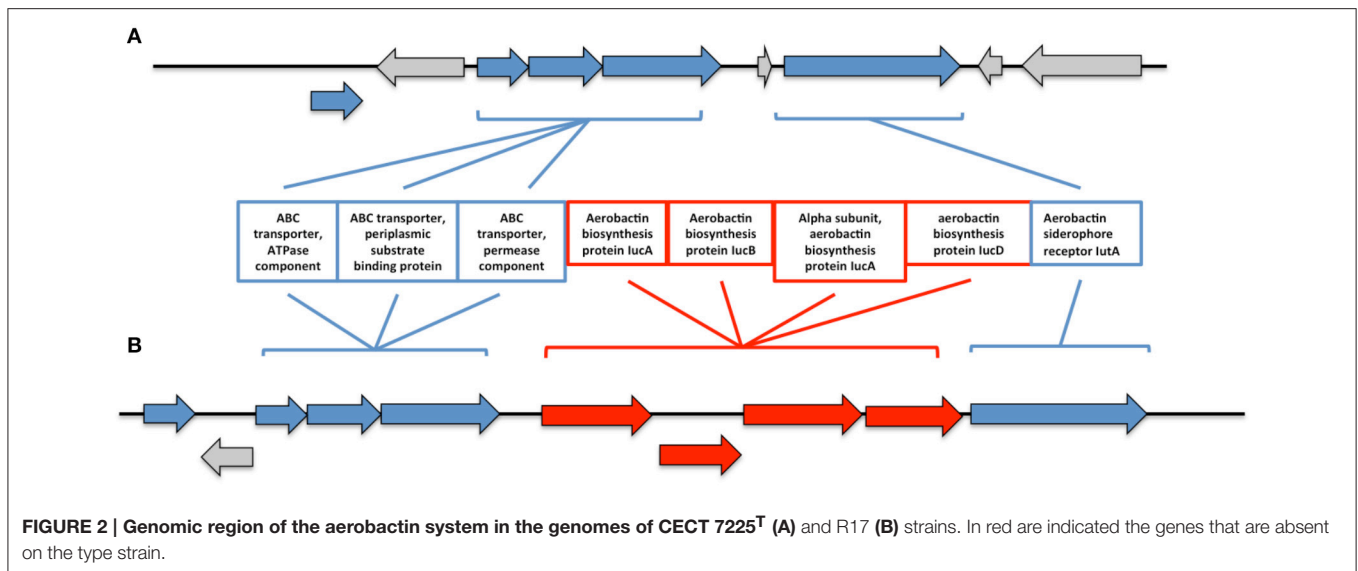 A
ABC
transporter,
ATPase
component
ABC transporter,
periplasmic
substrate
binding protein
ABC
transporter,
permease
component
Aerobactin
biosynthesis
protein IucA
Aerobactin
biosynthesis
protein IucB
Alpha subunit,
aerobactin
biosynthesis
protein IucA
aerobactin
biosynthesis
protein IucD
Aerobactin
siderophore
receptor IutA
B
FIGURE 2 | Genomic region of the aerobactin system in the genomes of CECT 7225ᵀ (A) and R17 (B) strains. In red are indicated the genes that are absent
on the type strain.